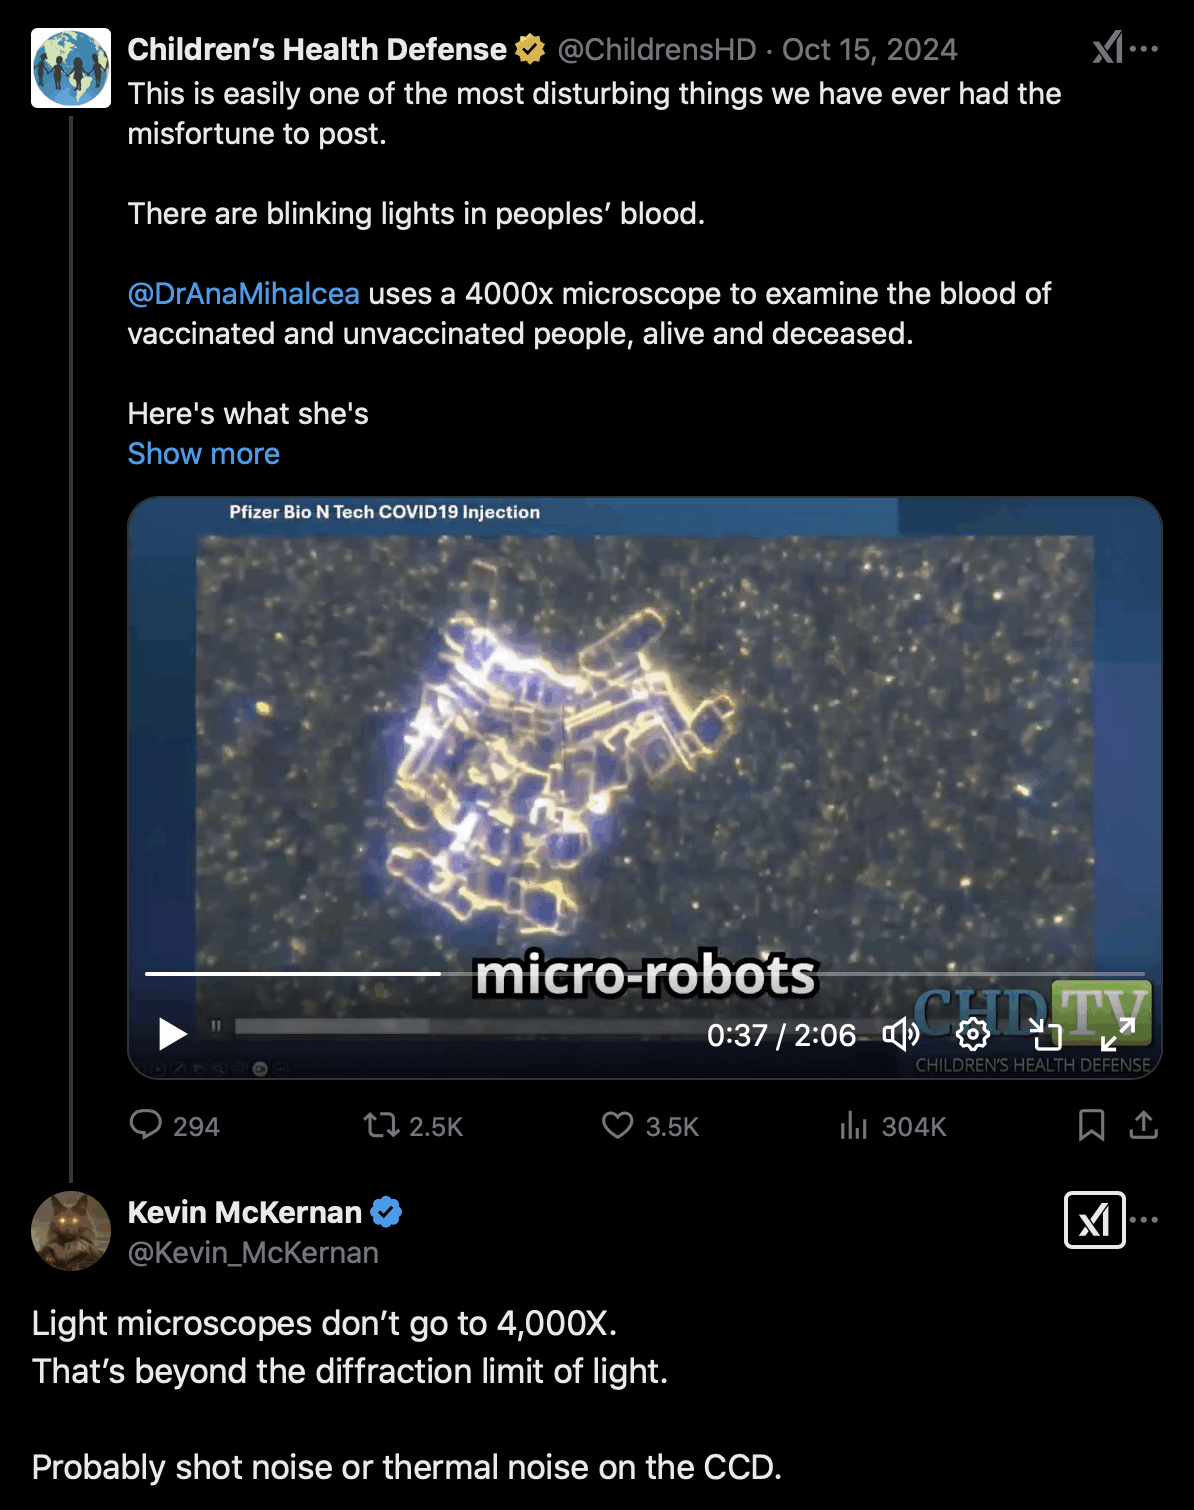 Children’s Health Defense @ChildrensHD · Oct 15, 2024
This is easily one of the most disturbing things we have ever had the
misfortune to post.
There are blinking lights in peoples’ blood.
@DrAnaMihalcea uses a 4000x microscope to examine the blood of
vaccinated and unvaccinated people, alive and deceased.
Here's what she's
Show more
Pfizer Bio N Tech COVID19 Injection
micro-robots
0:37 / 2:06
CHD TV
CHILDREN'S HEALTH DEFENSE
294 2.5K 3.5K 304K
Kevin McKernan
@Kevin_McKernan
Light microscopes don’t go to 4,000X.
That’s beyond the diffraction limit of light.
Probably shot noise or thermal noise on the CCD.